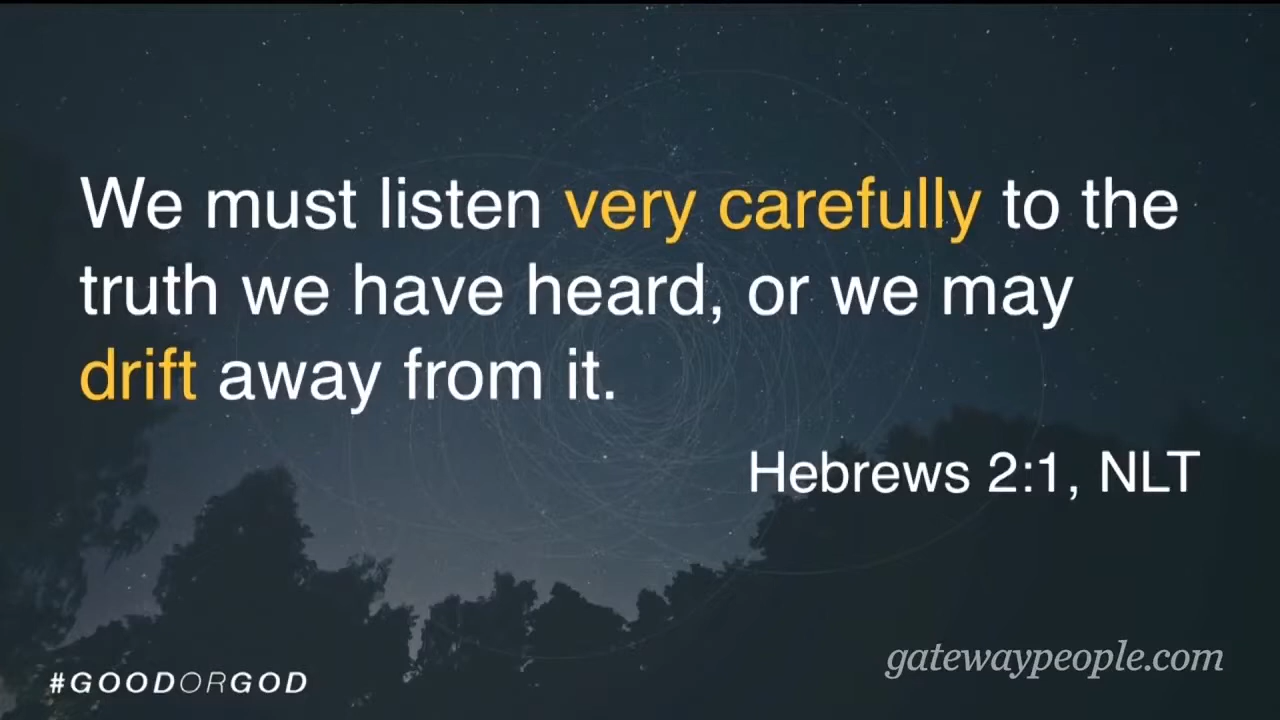 We must listen very carefully to the
truth we have heard, or we may
drift away from it.
Hebrews 2:1, NLT
#GOODORGOD
gatewaypeople.com